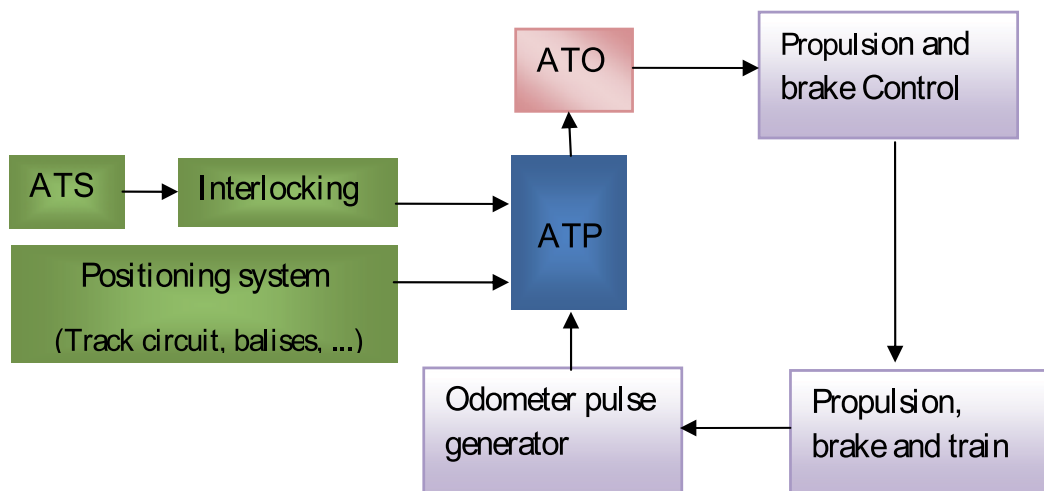 ATO
Propulsion and
brake Control
ATS
Interlocking
ATP
Positioning system
(Track circuit, balises, ...)
Odometer pulse
generator
Propulsion,
brake and train